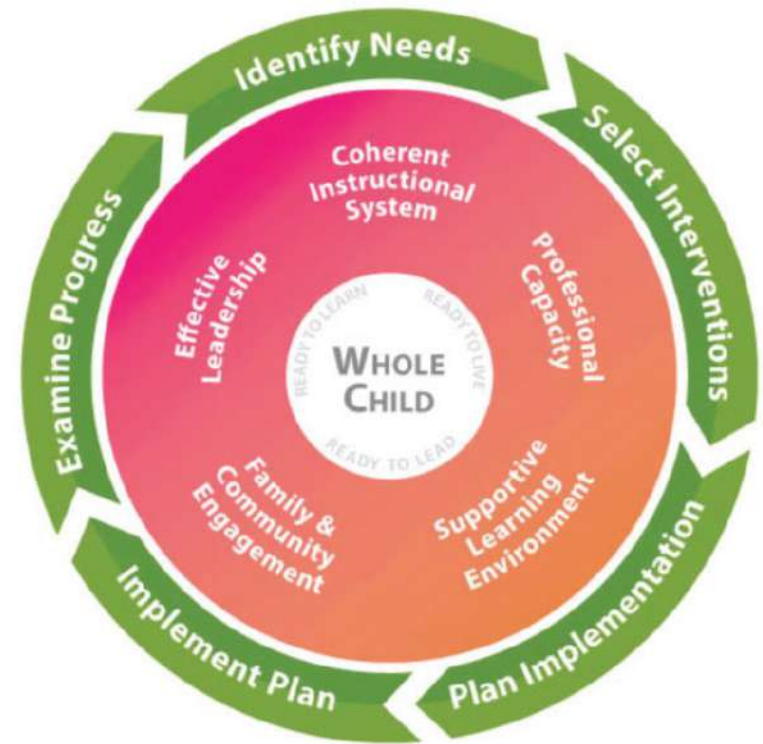 Identify Needs
Select Interventions
Plan Implementation
Implement Plan
Examine Progress
Coherent
Instructional
System
Professional
Capacity
Supportive
Learning
Environment
Family &
Community
Engagement
Effective
Leadership
READY TO LEARN
READY TO LIVE
READY TO LEAD
WHOLE
CHILD